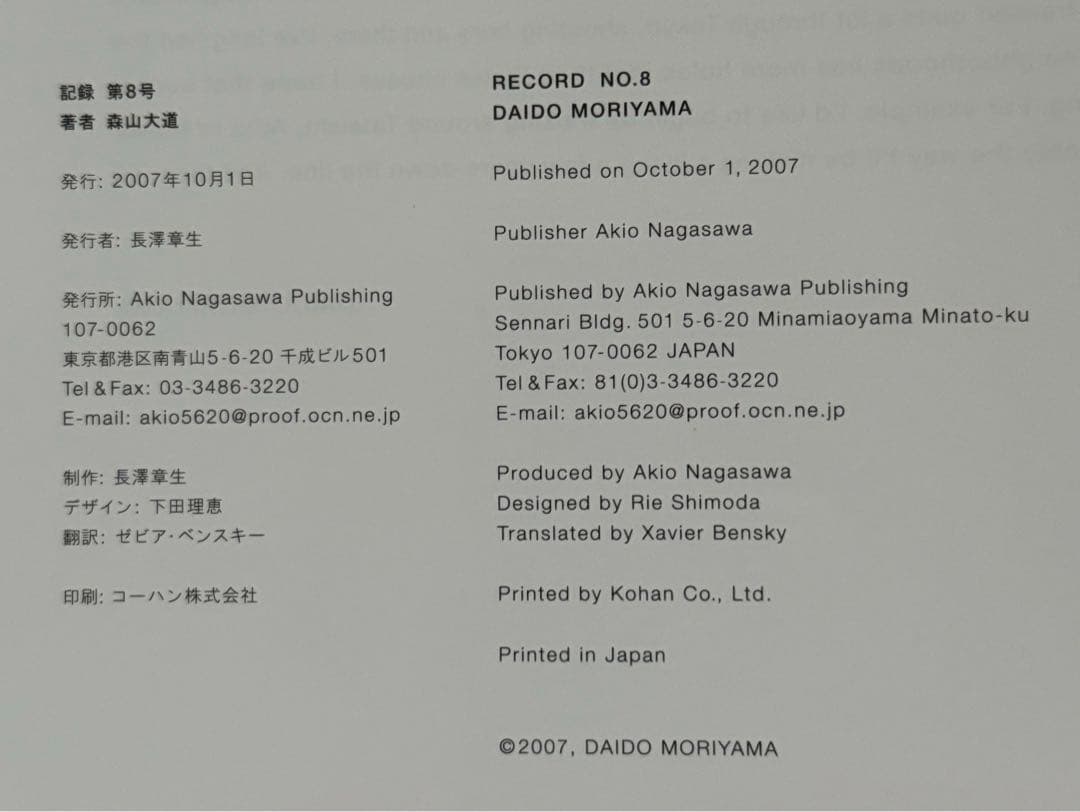 記録 第8号
著者 森山大道
発行: 2007年10月1日
発行者: 長澤章生
発行所: Akio Nagasawa Publishing
107-0062
東京都港区南青山5-6-20 千成ビル501
Tel & Fax: 03-3486-3220
E-mail: akio5620@proof.ocn.ne.jp
制作: 長澤章生
デザイン: 下田理恵
翻訳: ゼビア・ベンスキー
印刷: コーハン株式会社
RECORD NO.8
DAIDO MORIYAMA
Published on October 1, 2007
Publisher Akio Nagasawa
Published by Akio Nagasawa Publishing
Sennari Bldg. 501 5-6-20 Minamiaoyama Minato-ku
Tokyo 107-0062 JAPAN
Tel & Fax: 81(0)3-3486-3220
E-mail: akio5620@proof.ocn.ne.jp
Produced by Akio Nagasawa
Designed by Rie Shimoda
Translated by Xavier Bensky
Printed by Kohan Co., Ltd.
Printed in Japan
©2007, DAIDO MORIYAMA